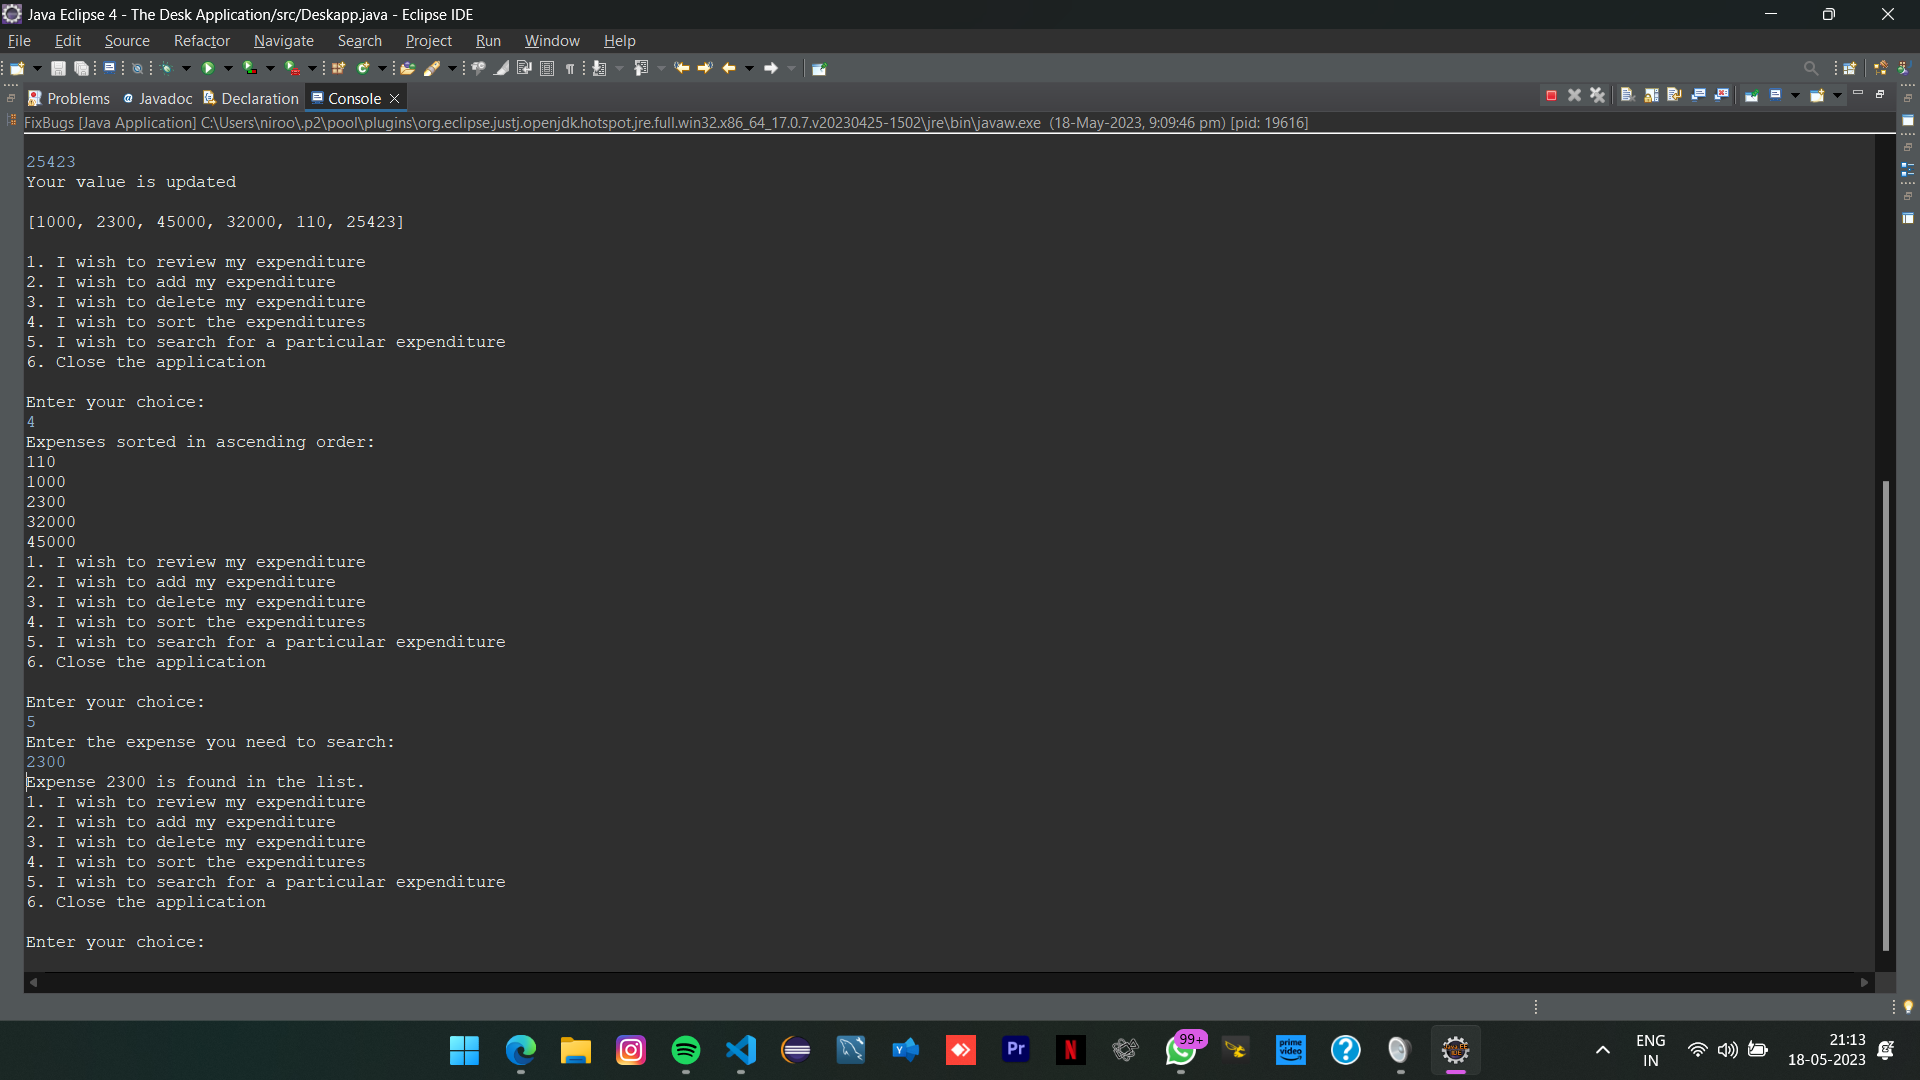 Java Eclipse 4 - The Desk Application/src/Deskapp.java - Eclipse IDE
File Edit Source Refactor Navigate Search Project Run Window Help
Problems Javadoc Declaration Console
FixBugs [Java Application] C:\Users\niroo\.p2\pool\plugins\org.eclipse.justj.openjdk.hotspot.jre.full.win32.x86_64_17.0.7.v20230425-1502\jre\bin\javaw.exe (18-May-2023, 9:09:46 pm) [pid: 19616]
25423
Your value is updated
[1000, 2300, 45000, 32000, 110, 25423]
1. I wish to review my expenditure
2. I wish to add my expenditure
3. I wish to delete my expenditure
4. I wish to sort the expenditures
5. I wish to search for a particular expenditure
6. Close the application
Enter your choice:
4
Expenses sorted in ascending order:
110
1000
2300
32000
45000
1. I wish to review my expenditure
2. I wish to add my expenditure
3. I wish to delete my expenditure
4. I wish to sort the expenditures
5. I wish to search for a particular expenditure
6. Close the application
Enter your choice:
5
Enter the expense you need to search:
2300
Expense 2300 is found in the list.
1. I wish to review my expenditure
2. I wish to add my expenditure
3. I wish to delete my expenditure
4. I wish to sort the expenditures
5. I wish to search for a particular expenditure
6. Close the application
Enter your choice:
Pr
N
99+
prime video
ENG
IN
21:13
18-05-2023